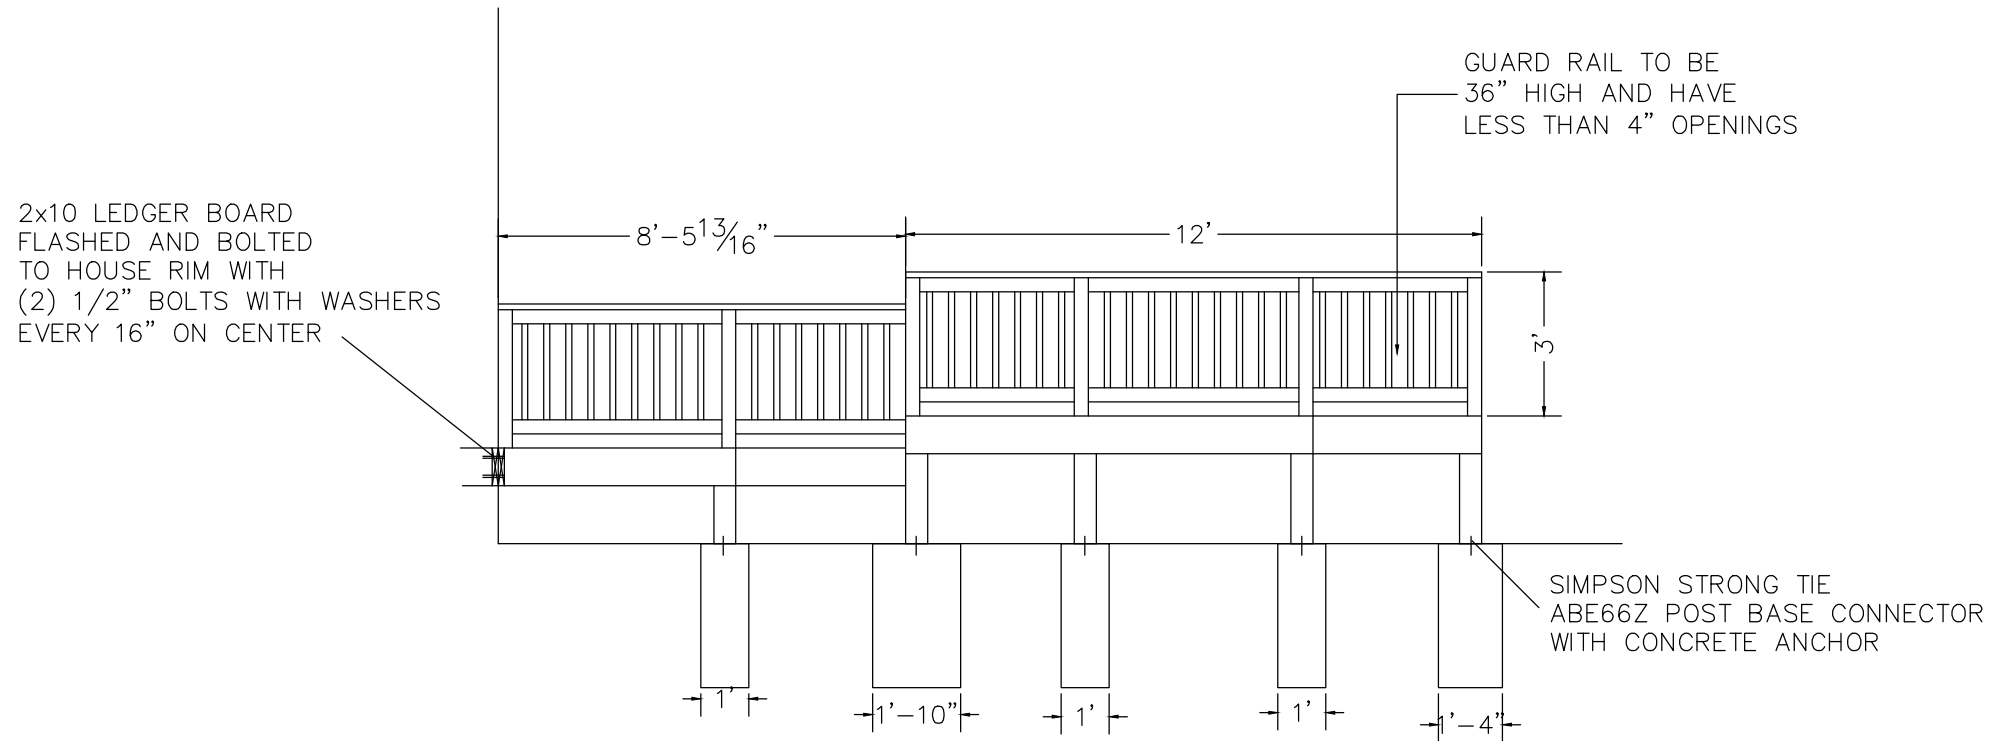 GUARD RAIL TO BE
36" HIGH AND HAVE
LESS THAN 4" OPENINGS
2x10 LEDGER BOARD
FLASHED AND BOLTED
TO HOUSE RIM WITH
(2) 1/2" BOLTS WITH WASHERS
EVERY 16" ON CENTER
8'-5 13/16"
12'
3'
SIMPSON STRONG TIE
ABE66Z POST BASE CONNECTOR
WITH CONCRETE ANCHOR
1'
1'-10"
1'
1'
1'-4"